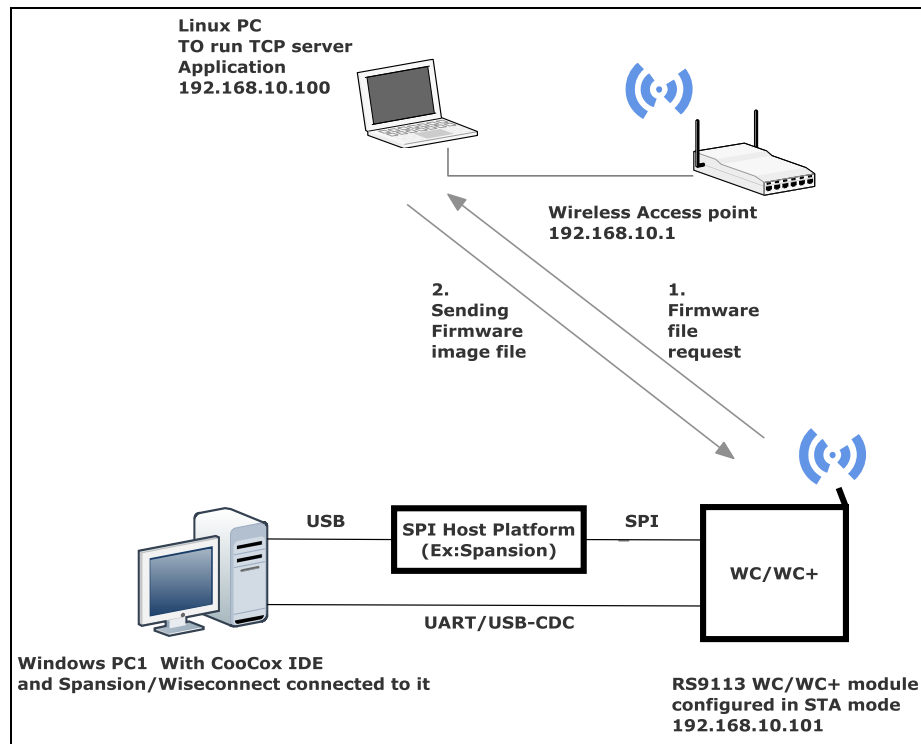 Linux PC
TO run TCP server
Application
192.168.10.100
Wireless Access point
192.168.10.1
2.
Sending
Firmware
image file
1.
Firmware
file
request
USB
SPI Host Platform
(Ex:Spansion)
SPI
WC/WC+
UART/USB-CDC
Windows PC1  With CooCox IDE
and Spansion/Wiseconnect connected to it
RS9113 WC/WC+ module
configured in STA mode
192.168.10.101